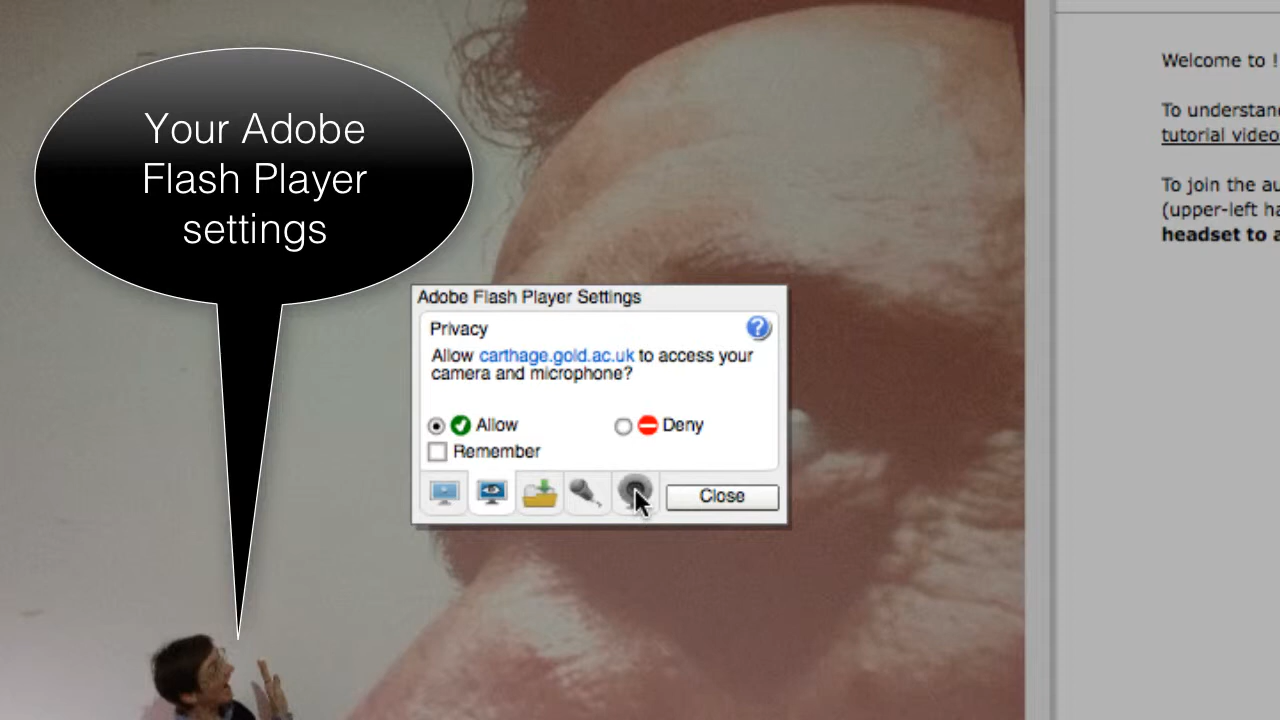 Your Adobe
Flash Player
settings
Adobe Flash Player Settings
Privacy
Allow carthage.gold.ac.uk to access your
camera and microphone?
Allow
Deny
Remember
Close
Welcome to !
To understand
tutorial video
To join the au
(upper-left ha
headset to a